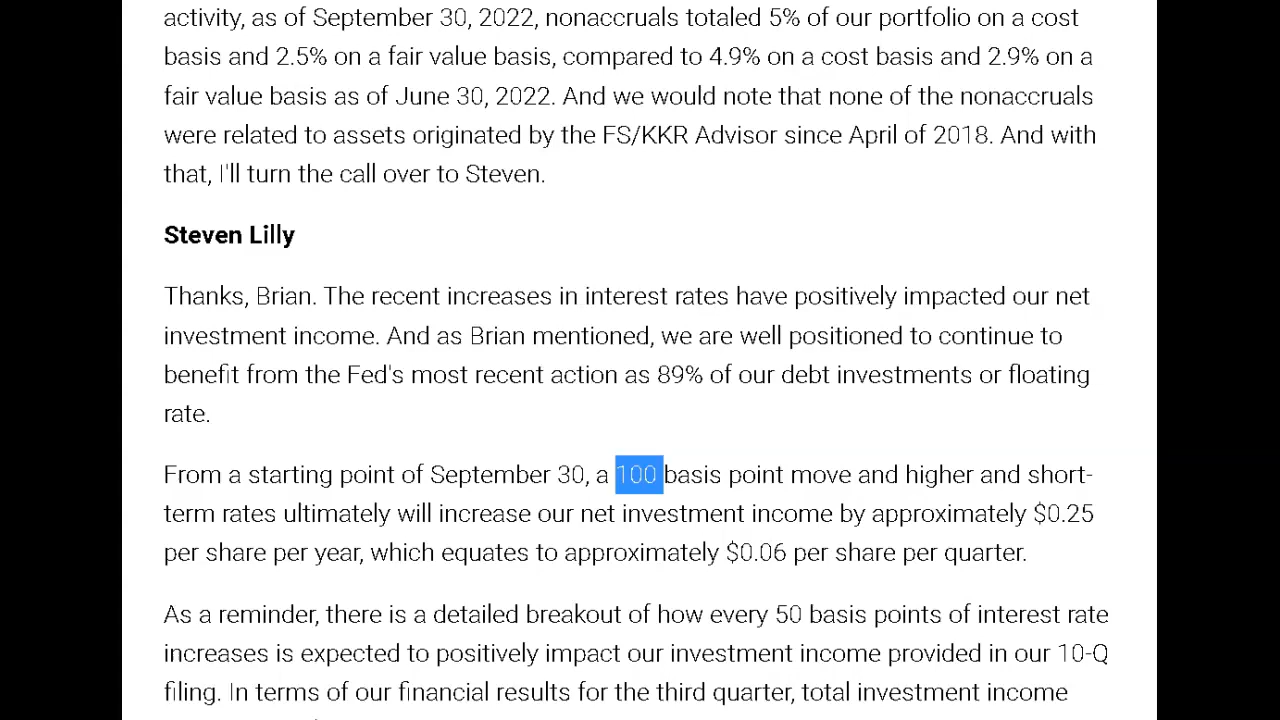 activity, as of September 30, 2022, nonaccruals totaled 5% of our portfolio on a cost
basis and 2.5% on a fair value basis, compared to 4.9% on a cost basis and 2.9% on a
fair value basis as of June 30, 2022. And we would note that none of the nonaccruals
were related to assets originated by the FS/KKR Advisor since April of 2018. And with
that, I'll turn the call over to Steven.
Steven Lilly
Thanks, Brian. The recent increases in interest rates have positively impacted our net
investment income. And as Brian mentioned, we are well positioned to continue to
benefit from the Fed's most recent action as 89% of our debt investments or floating
rate.
From a starting point of September 30, a 100 basis point move and higher and short-
term rates ultimately will increase our net investment income by approximately $0.25
per share per year, which equates to approximately $0.06 per share per quarter.
As a reminder, there is a detailed breakout of how every 50 basis points of interest rate
increases is expected to positively impact our investment income provided in our 10-Q
filing. In terms of our financial results for the third quarter, total investment income